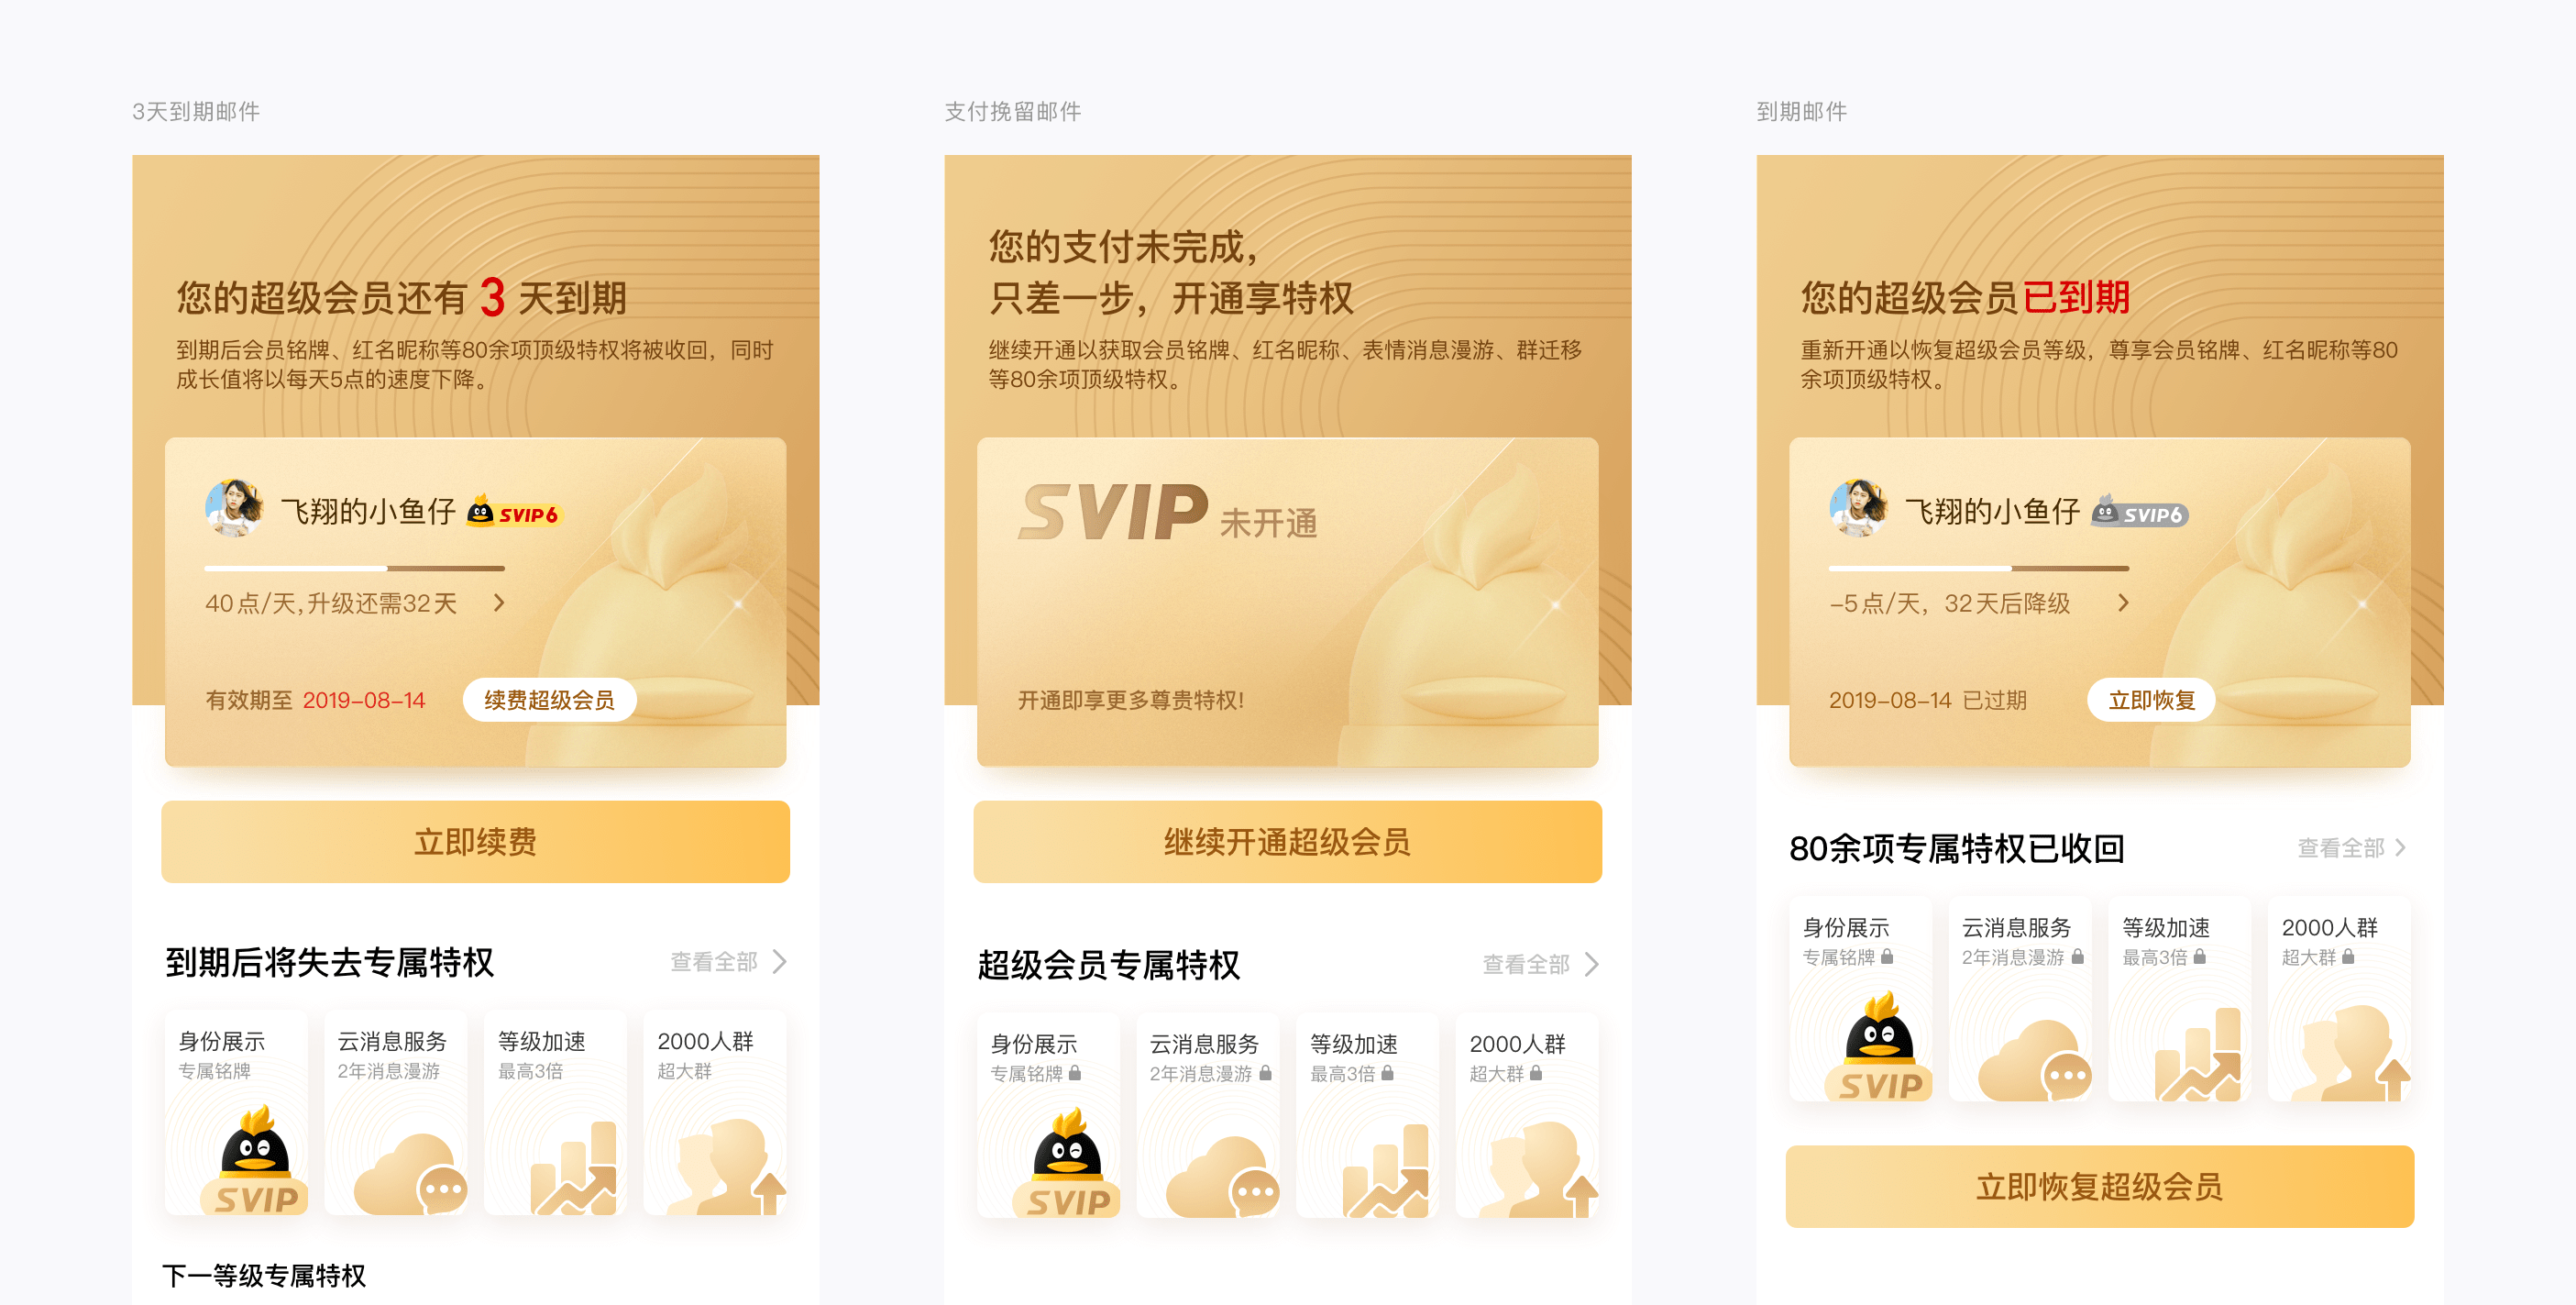 3天到期邮件
您的超级会员还有 3 天到期
到期后会员铭牌、红名昵称等80余项顶级特权将被收回，同时
成长值将以每天5点的速度下降。
飞翔的小鱼仔 SVIP6
40点/天,升级还需32天
有效期至 2019-08-14
续费超级会员
立即续费
到期后将失去专属特权
查看全部
身份展示
专属铭牌
SVIP
云消息服务
2年消息漫游
等级加速
最高3倍
2000人群
超大群
下一等级专属特权
支付挽留邮件
您的支付未完成，
只差一步，开通享特权
继续开通以获取会员铭牌、红名昵称、表情消息漫游、群迁移
等80余项顶级特权。
SVIP 未开通
开通即享更多尊贵特权!
继续开通超级会员
超级会员专属特权
查看全部
身份展示
专属铭牌
SVIP
云消息服务
2年消息漫游
等级加速
最高3倍
2000人群
超大群
到期邮件
您的超级会员已到期
重新开通以恢复超级会员等级，尊享会员铭牌、红名昵称等80
余项顶级特权。
飞翔的小鱼仔 SVIP6
-5点/天，32天后降级
2019-08-14 已过期
立即恢复
80余项专属特权已收回
查看全部
身份展示
专属铭牌
SVIP
云消息服务
2年消息漫游
等级加速
最高3倍
2000人群
超大群
立即恢复超级会员